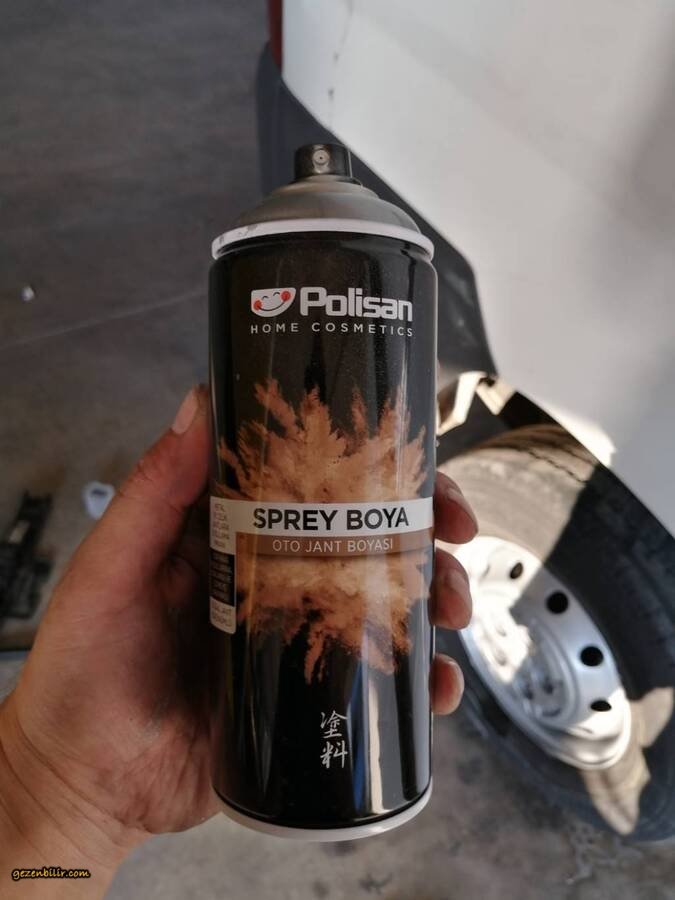 Polisan
HOME COSMETICS
SPREY BOYA
OTO JANT BOYASI
塗
料
gezenbilir.com